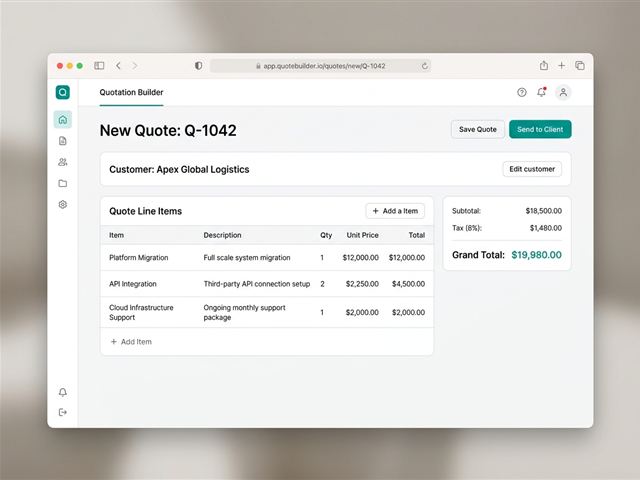 app.quotebuilder.io/quotes/new/Q-1042
Q
Quotation Builder
New Quote: Q-1042
Save Quote
Send to Client
Customer: Apex Global Logistics
Edit customer
Quote Line Items
+ Add a Item
Item Description Qty Unit Price Total
Platform Migration Full scale system migration 1 $12,000.00 $12,000.00
API Integration Third-party API connection setup 2 $2,250.00 $4,500.00
Cloud Infrastructure Support Ongoing monthly support package 1 $2,000.00 $2,000.00
+ Add Item
Subtotal: $18,500.00
Tax (8%): $1,480.00
Grand Total: $19,980.00